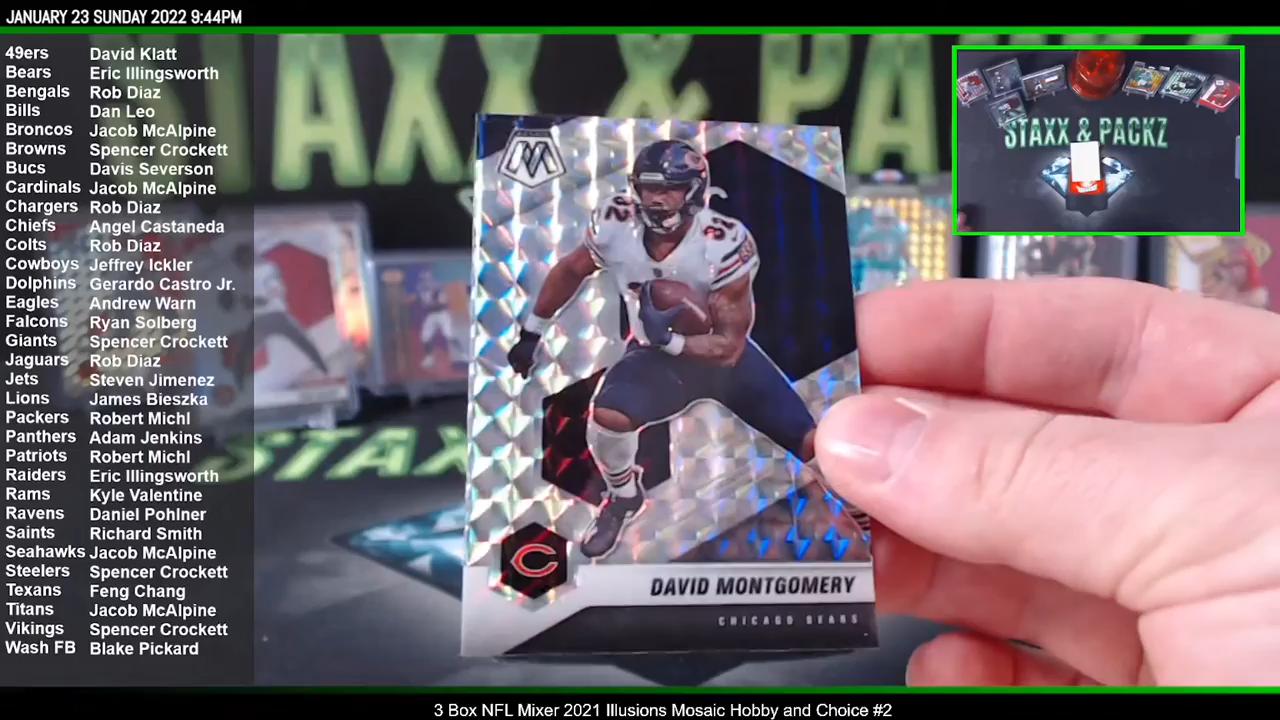 JANUARY 23 SUNDAY 2022 9:44PM
49ers David Klatt
Bears Eric Illingsworth
Bengals Rob Diaz
Bills Dan Leo
Broncos Jacob McAlpine
Browns Spencer Crockett
Bucs Davis Severson
Cardinals Jacob McAlpine
Chargers Rob Diaz
Chiefs Angel Castaneda
Colts Rob Diaz
Cowboys Jeffrey Ickler
Dolphins Gerardo Castro Jr.
Eagles Andrew Warn
Falcons Ryan Solberg
Giants Spencer Crockett
Jaguars Rob Diaz
Jets Steven Jimenez
Lions James Bieszka
Packers Robert Michl
Panthers Adam Jenkins
Patriots Robert Michl
Raiders Eric Illingsworth
Rams Kyle Valentine
Ravens Daniel Pohlner
Saints Richard Smith
Seahawks Jacob McAlpine
Steelers Spencer Crockett
Texans Feng Chang
Titans Jacob McAlpine
Vikings Spencer Crockett
Wash FB Blake Pickard
STAXX & PACKZ
32
32
DAVID MONTGOMERY
CHICAGO BEARS
STAXX & PA
STAX
3 Box NFL Mixer 2021 Illusions Mosaic Hobby and Choice #2